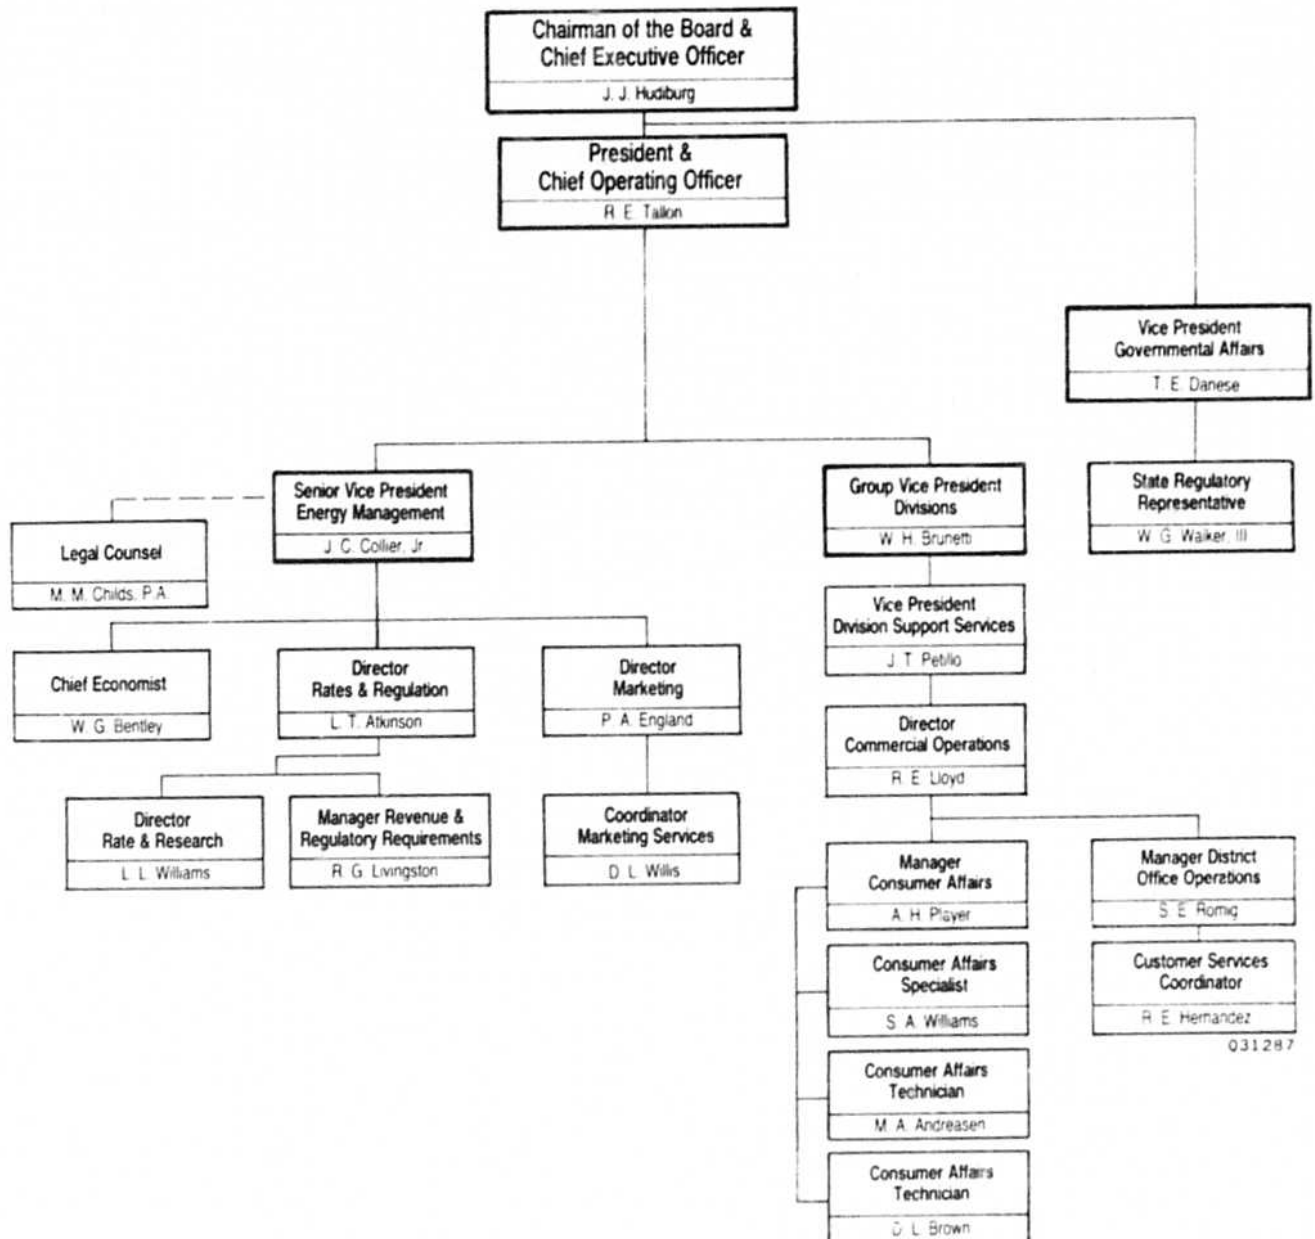 Chairman of the Board &
Chief Executive Officer
J. J. Hudiburg
President &
Chief Operating Officer
R. E. Tallon
Vice President
Governmental Affairs
T. E. Danese
Senior Vice President
Energy Management
J. C. Collier, Jr.
Group Vice President
Divisions
W. H. Brunetti
State Regulatory
Representative
W. G. Walker, III
Legal Counsel
M. M. Childs, P.A.
Vice President
Division Support Services
J. T. Petillo
Chief Economist
W. G. Bentley
Director
Rates & Regulation
L. T. Atkinson
Director
Marketing
P. A. England
Director
Commercial Operations
R. E. Lloyd
Director
Rate & Research
L. L. Williams
Manager Revenue &
Regulatory Requirements
R. G. Livingston
Coordinator
Marketing Services
D. L. Willis
Manager
Consumer Affairs
A. H. Player
Manager District
Office Operations
S. E. Romig
Consumer Affairs
Specialist
S. A. Williams
Customer Services
Coordinator
R. E. Hernandez
Q31287
Consumer Affairs
Technician
M. A. Andreasen
Consumer Affairs
Technician
D. L. Brown